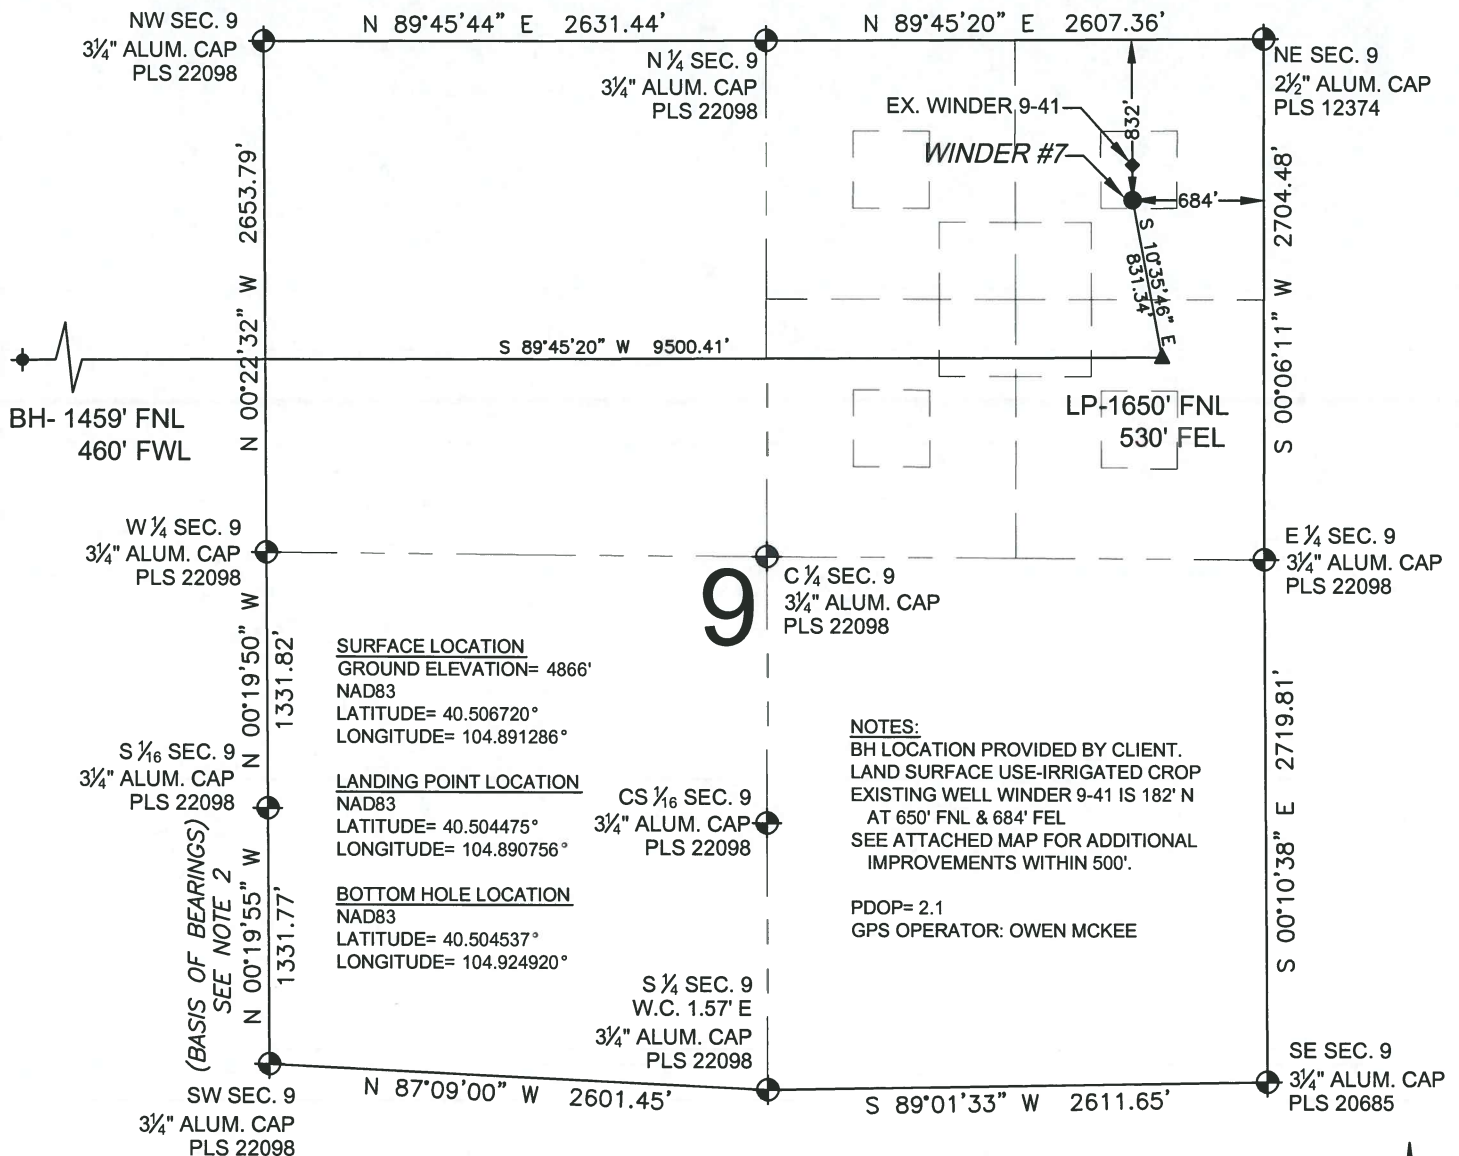 NW SEC. 9
3¼" ALUM. CAP
PLS 22098
N 89°45'44" E 2631.44'
N ¼ SEC. 9
3¼" ALUM. CAP
PLS 22098
N 89°45'20" E 2607.36'
NE SEC. 9
2½" ALUM. CAP
PLS 12374
EX. WINDER 9-41
WINDER #7
832'
684'
S 10°35'46" E
831.34'
N 00°22'32" W 2653.79'
S 00°06'11" W 2704.48'
S 89°45'20" W 9500.41'
BH- 1459' FNL
460' FWL
LP-1650' FNL
530' FEL
W ¼ SEC. 9
3¼" ALUM. CAP
PLS 22098
9
C ¼ SEC. 9
3¼" ALUM. CAP
PLS 22098
E ¼ SEC. 9
3¼" ALUM. CAP
PLS 22098
N 00°19'50" W
1331.82'
SURFACE LOCATION
GROUND ELEVATION= 4866'
NAD83
LATITUDE= 40.506720°
LONGITUDE= 104.891286°
LANDING POINT LOCATION
NAD83
LATITUDE= 40.504475°
LONGITUDE= 104.890756°
BOTTOM HOLE LOCATION
NAD83
LATITUDE= 40.504537°
LONGITUDE= 104.924920°
S 1⁄16 SEC. 9
3¼" ALUM. CAP
PLS 22098
CS 1⁄16 SEC. 9
3¼" ALUM. CAP
PLS 22098
NOTES:
BH LOCATION PROVIDED BY CLIENT.
LAND SURFACE USE-IRRIGATED CROP
EXISTING WELL WINDER 9-41 IS 182' N
AT 650' FNL & 684' FEL
SEE ATTACHED MAP FOR ADDITIONAL
IMPROVEMENTS WITHIN 500'.
PDOP= 2.1
GPS OPERATOR: OWEN MCKEE
S 00°10'38" E 2719.81'
(BASIS OF BEARINGS)
SEE NOTE 2
N 00°19'55" W
1331.77'
S ¼ SEC. 9
W.C. 1.57' E
3¼" ALUM. CAP
PLS 22098
SW SEC. 9
3¼" ALUM. CAP
PLS 22098
N 87°09'00" W 2601.45'
S 89°01'33" W 2611.65'
SE SEC. 9
3¼" ALUM. CAP
PLS 20685